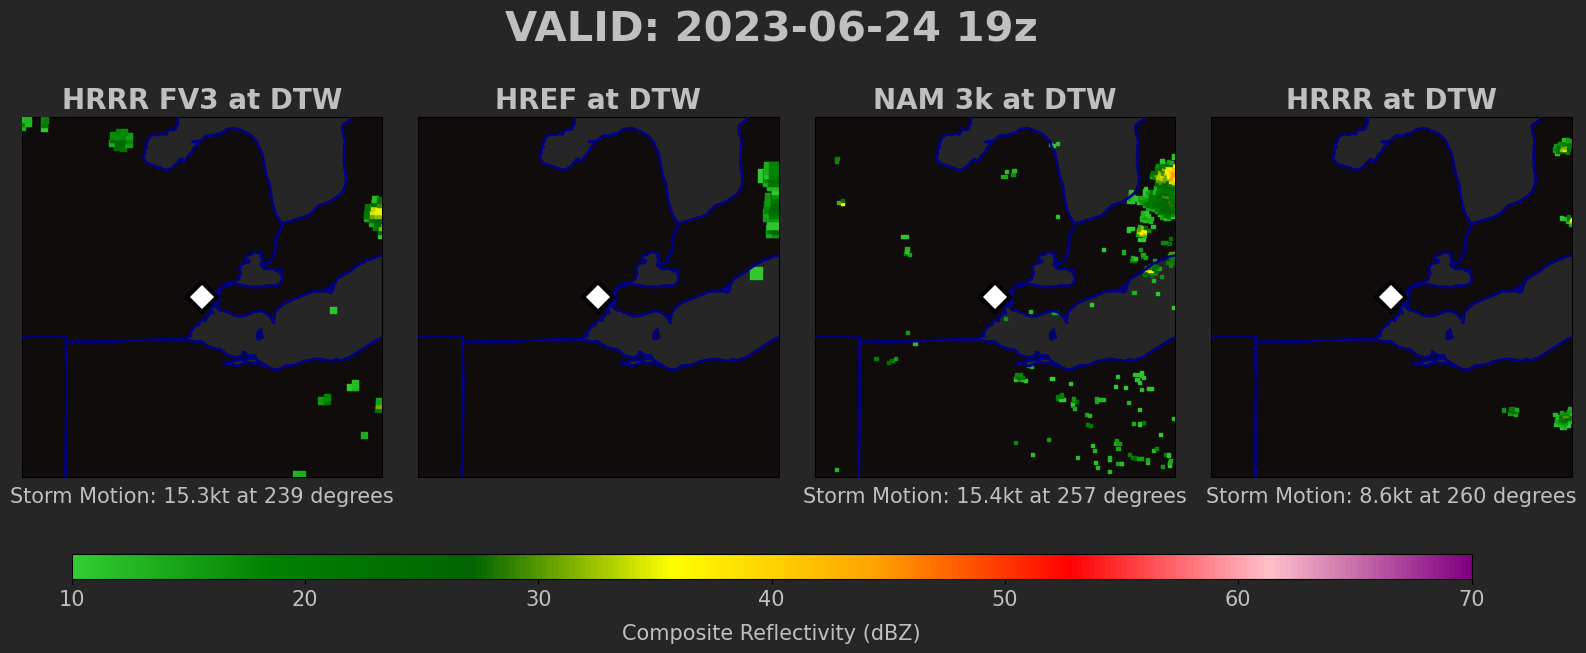 VALID: 2023-06-24 19z
HRRR FV3 at DTW
HREF at DTW
NAM 3k at DTW
HRRR at DTW
Storm Motion: 15.3kt at 239 degrees
Storm Motion: 15.4kt at 257 degrees
Storm Motion: 8.6kt at 260 degrees
10 20 30 40 50 60 70
Composite Reflectivity (dBZ)